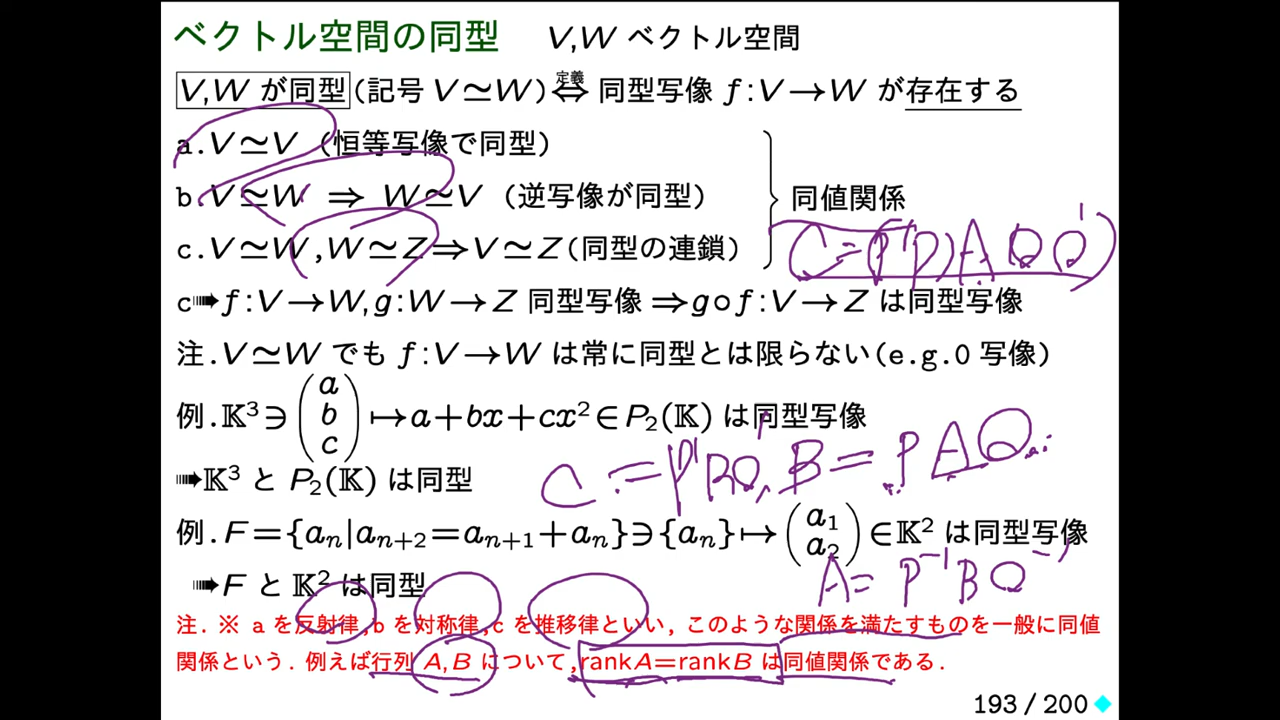 ベクトル空間の同型 V,W ベクトル空間
V,W が同型 (記号 V≃W) 定義⇔ 同型写像 f:V→W が存在する
a.V≃V (恒等写像で同型)
b.V≃W ⇒ W≃V (逆写像が同型)
c.V≃W,W≃Z⇒V≃Z(同型の連鎖)
同値関係
C=(P'P)AQQ'
c➠f:V→W,g:W→Z 同型写像 ⇒g∘f:V→Z は同型写像
注.V≃W でも f:V→W は常に同型とは限らない(e.g.0 写像)
例.𝕂³∋(a b c)↦a+bx+cx²∈P₂(𝕂) は同型写像
C=P'BQ', B=PAQ
➠𝕂³ と P₂(𝕂) は同型
例.F={aₙ|aₙ₊₂=aₙ₊₁+aₙ}∋{aₙ}↦(a₁ a₂)∈𝕂² は同型写像
A=P⁻¹BQ⁻¹
➠F と 𝕂² は同型
注.※ a を反射律,b を対称律,c を推移律といい, このような関係を満たすものを一般に同値
関係という. 例えば行列 A,B について,rankA=rankB は同値関係である.
193 / 200